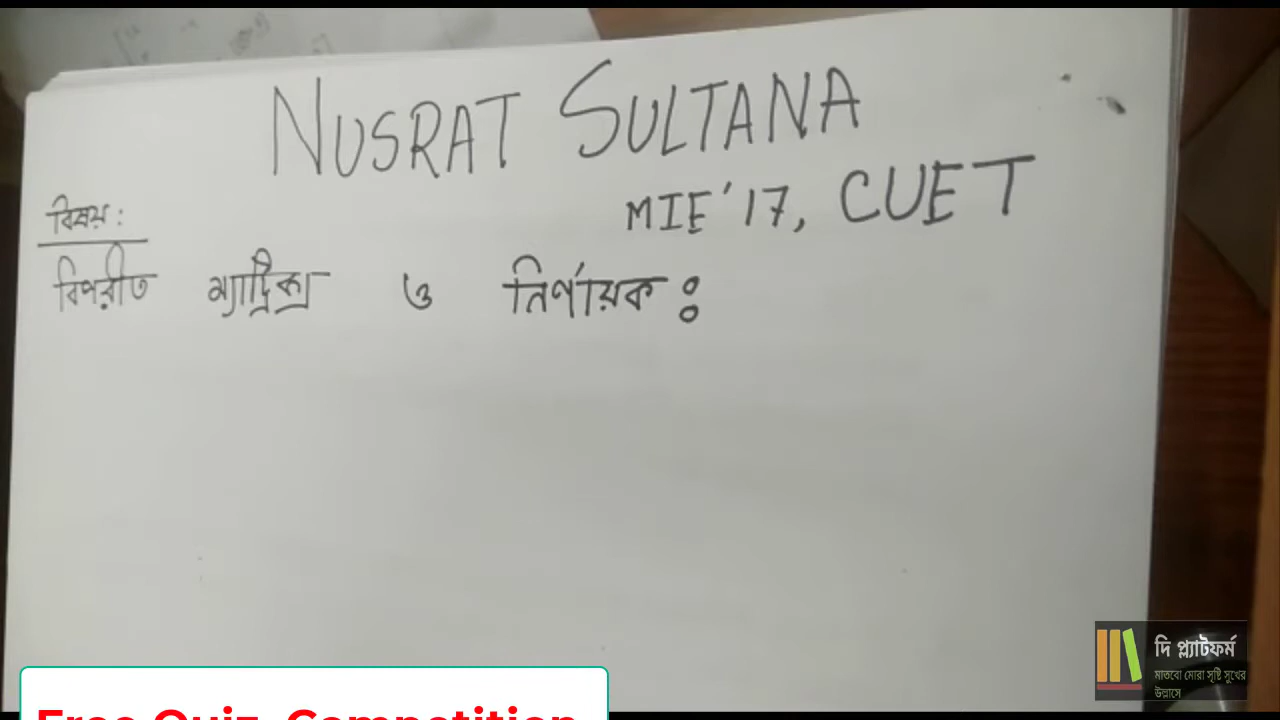 NUSRAT SULTANA
MIE'17, CUET
বিষয়:
বিপরীত ম্যাট্রিক্স ও নির্ণায়ক:
দি প্ল্যাটফর্ম
মাতবো মোরা সৃষ্টি সুখের
উল্লাসে
Free Quiz Competition